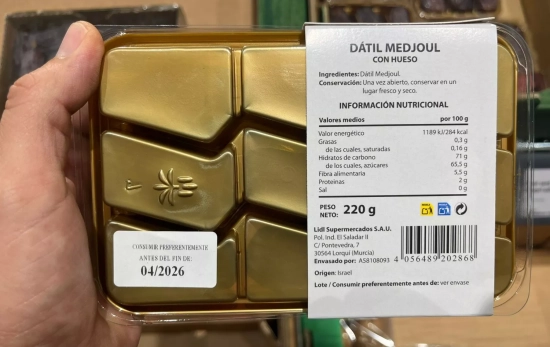 DÁTIL MEDJOUL
CON HUESO
Ingredientes: Dátil Medjoul.
Conservación: Una vez abierto, conservar en un
lugar fresco y seco.
INFORMACIÓN NUTRICIONAL
Valores medios por 100 g
Valor energético 1189 kJ/284 kcal
Grasas 0,3 g
de las cuales, saturadas 0,16 g
Hidratos de carbono 71 g
de los cuales, azúcares 65,5 g
Fibra alimentaria 5,5 g
Proteínas 2 g
Sal 0 g
PESO
NETO: 220 g
Lidl Supermercados S.A.U.
Pol. Ind. El Saladar II
C/ Pontevedra, 7
30564 Lorquí (Murcia)
Envasado por: ASB108093
4 056489 202868
Origen: Israel
Lote / Consumir preferentemente antes de: ver envase
CONSUMIR PREFERENTEMENTE
ANTES DEL FIN DE:
04/2026